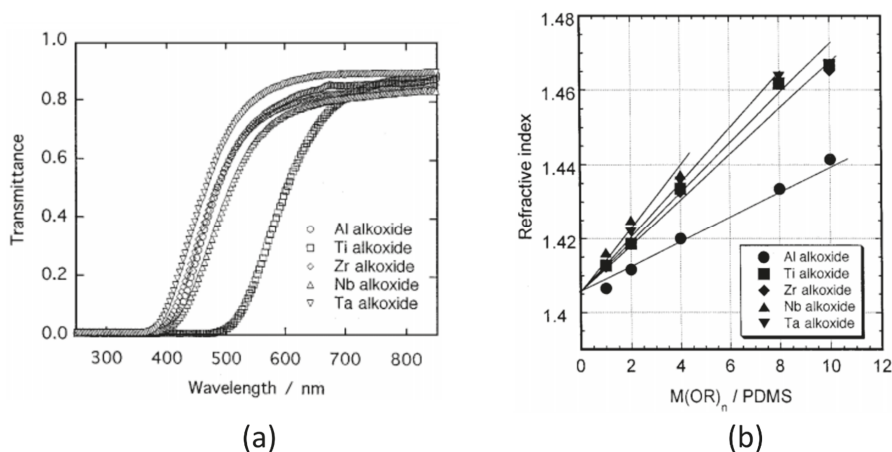 1.0
0.8
0.6
0.4
0.2
0.0
Transmittance
300 400 500 600 700 800
Wavelength / nm
Al alkoxide
Ti alkoxide
Zr alkoxide
Nb alkoxide
Ta alkoxide
(a)
1.48
1.46
1.44
1.42
1.4
Refractive index
0 2 4 6 8 10 12
M(OR)n / PDMS
Al alkoxide
Ti alkoxide
Zr alkoxide
Nb alkoxide
Ta alkoxide
(b)